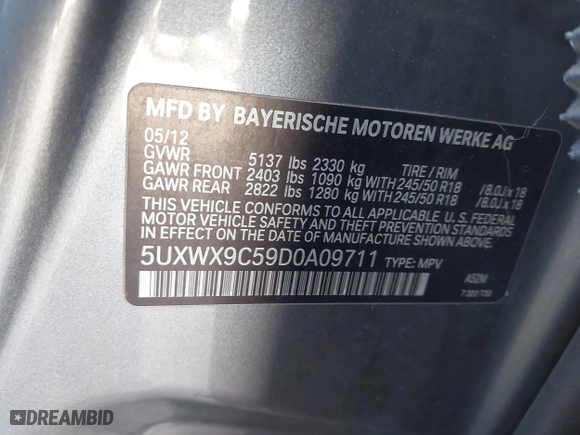 MFD BY BAYERISCHE MOTOREN WERKE AG
05/12
GVWR 5137 lbs 2330 kg TIRE / RIM
GAWR FRONT 2403 lbs 1090 kg WITH 245/50 R18 /8.0J x 18
GAWR REAR 2822 lbs 1280 kg WITH 245/50 R18 /8.0J x 18
THIS VEHICLE CONFORMS TO ALL APPLICABLE U.S. FEDERAL
MOTOR VEHICLE SAFETY AND THEFT PREVENTION STANDARDS
IN EFFECT ON THE DATE OF MANUFACTURE SHOWN ABOVE.
5UXWX9C59D0A09711 TYPE: MPV
A52M
DREAMBID